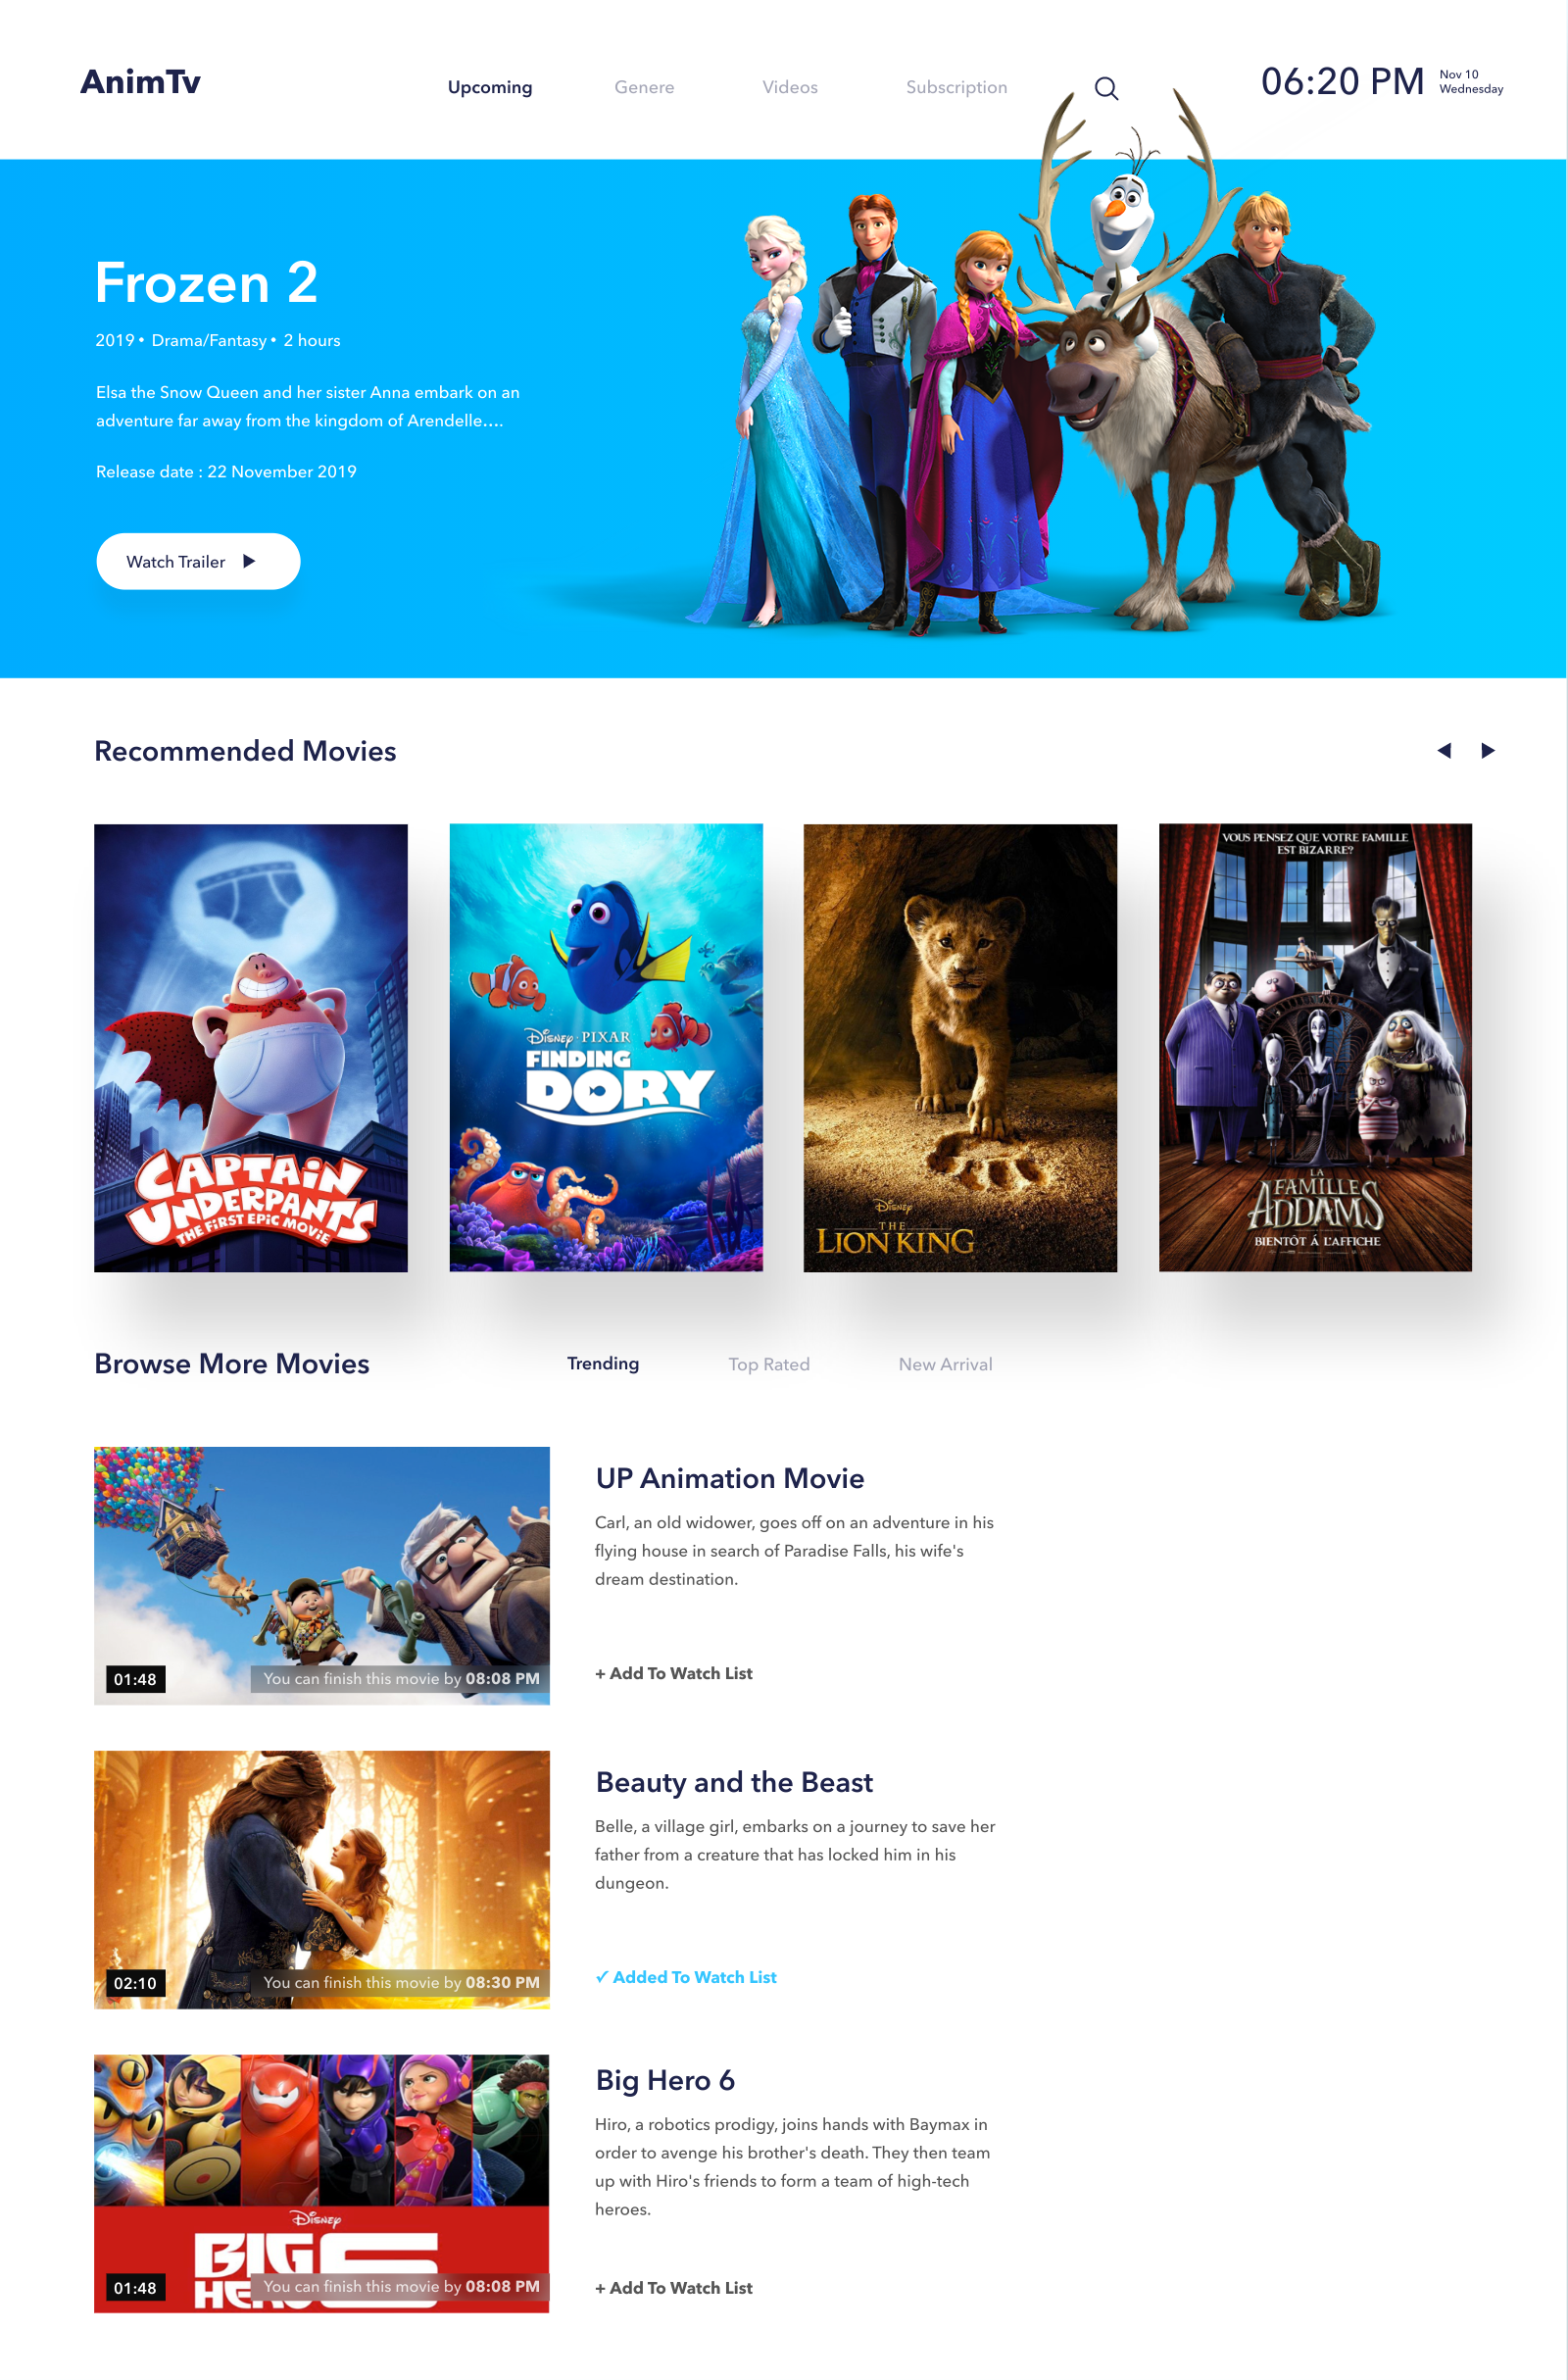 AnimTv
Upcoming
Genere
Videos
Subscription
06:20 PM
Nov 10
Wednesday
Frozen 2
2019 • Drama/Fantasy • 2 hours
Elsa the Snow Queen and her sister Anna embark on an
adventure far away from the kingdom of Arendelle....
Release date : 22 November 2019
Watch Trailer
Recommended Movies
CAPTAIN
UNDERPANTS
THE FIRST EPIC MOVIE
Disney · PIXAR
FINDING
DORY
Disney
THE
LION KING
VOUS PENSEZ QUE VOTRE FAMILLE
EST BIZARRE?
LA
FAMILLE
ADDAMS
BIENTÔT Á L'AFFICHE
Browse More Movies
Trending
Top Rated
New Arrival
01:48
You can finish this movie by 08:08 PM
UP Animation Movie
Carl, an old widower, goes off on an adventure in his
flying house in search of Paradise Falls, his wife's
dream destination.
+ Add To Watch List
02:10
You can finish this movie by 08:30 PM
Beauty and the Beast
Belle, a village girl, embarks on a journey to save her
father from a creature that has locked him in his
dungeon.
✓ Added To Watch List
Disney
BIG
HERO
6
01:48
You can finish this movie by 08:08 PM
Big Hero 6
Hiro, a robotics prodigy, joins hands with Baymax in
order to avenge his brother's death. They then team
up with Hiro's friends to form a team of high-tech
heroes.
+ Add To Watch List